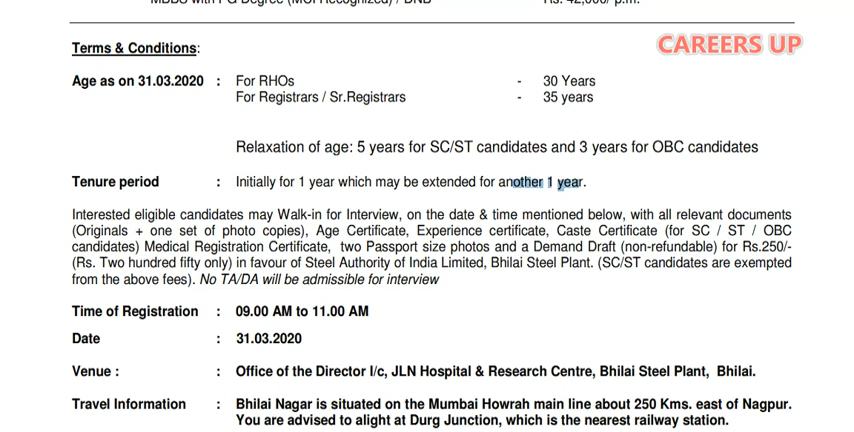 MBBS with PG Degree (MCI Recognized) / DNB Rs. 42,000/ p.m.
CAREERS UP
Terms & Conditions:
Age as on 31.03.2020 : For RHOs - 30 Years
For Registrars / Sr.Registrars - 35 years
Relaxation of age: 5 years for SC/ST candidates and 3 years for OBC candidates
Tenure period : Initially for 1 year which may be extended for another 1 year.
Interested eligible candidates may Walk-in for Interview, on the date & time mentioned below, with all relevant documents
(Originals + one set of photo copies), Age Certificate, Experience certificate, Caste Certificate (for SC / ST / OBC
candidates) Medical Registration Certificate, two Passport size photos and a Demand Draft (non-refundable) for Rs.250/-
(Rs. Two hundred fifty only) in favour of Steel Authority of India Limited, Bhilai Steel Plant. (SC/ST candidates are exempted
from the above fees). No TA/DA will be admissible for interview
Time of Registration : 09.00 AM to 11.00 AM
Date : 31.03.2020
Venue : : Office of the Director I/c, JLN Hospital & Research Centre, Bhilai Steel Plant, Bhilai.
Travel Information : Bhilai Nagar is situated on the Mumbai Howrah main line about 250 Kms. east of Nagpur.
You are advised to alight at Durg Junction, which is the nearest railway station.